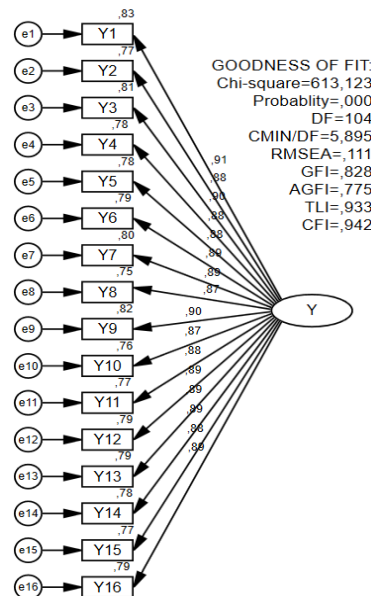 ,83
e1 Y1
,77
e2 Y2
,81
e3 Y3
,78
e4 Y4
,78
e5 Y5
,79
e6 Y6
,80
e7 Y7
,75
e8 Y8
,82
e9 Y9
,76
e10 Y10
,77
e11 Y11
,79
e12 Y12
,79
e13 Y13
,78
e14 Y14
,77
e15 Y15
,79
e16 Y16
,91
,88
,90
,88
,88
,89
,89
,87
,90
,87
,88
,89
,89
,89
,88
,89
GOODNESS OF FIT:
Chi-square=613,123
Probablity=,000
DF=104
CMIN/DF=5,895
RMSEA=,111
GFI=,828
AGFI=,775
TLI=,933
CFI=,942
Y